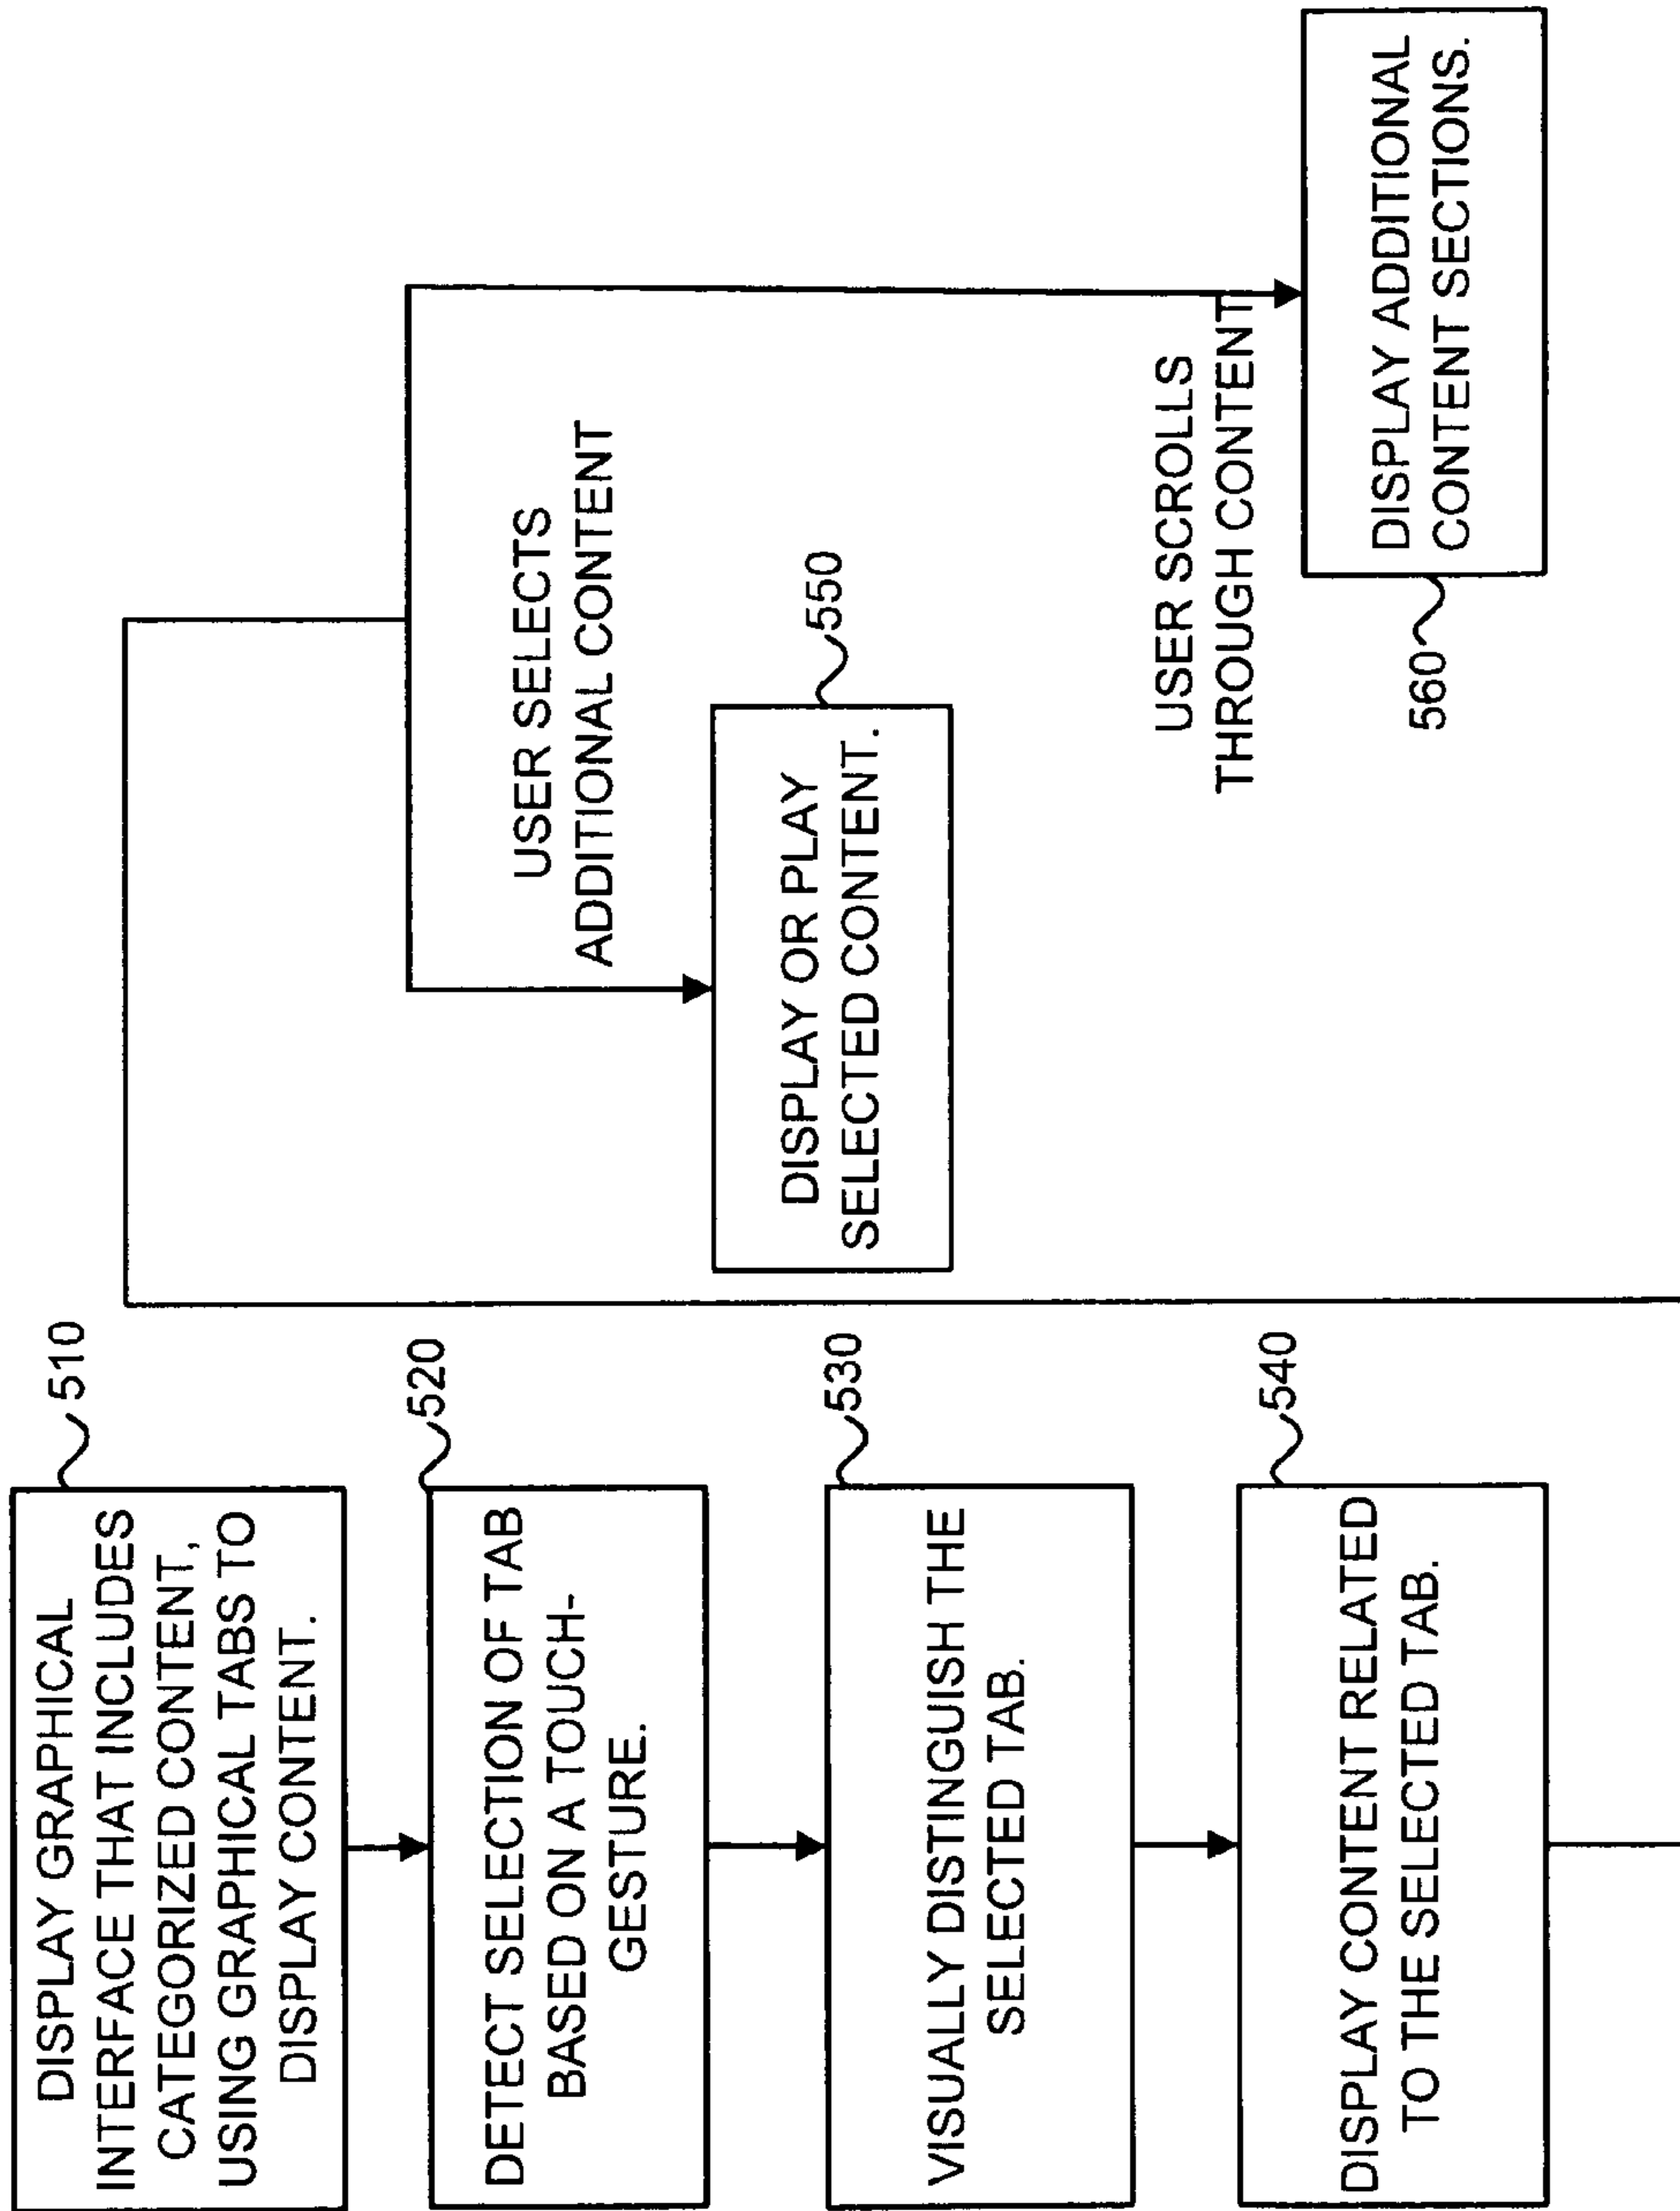 DISPLAY GRAPHICAL
INTERFACE THAT INCLUDES
CATEGORIZED CONTENT,
USING GRAPHICAL TABS TO
DISPLAY CONTENT.
510
DETECT SELECTION OF TAB
BASED ON A TOUCH-
GESTURE.
520
VISUALLY DISTINGUISH THE
SELECTED TAB.
530
DISPLAY CONTENT RELATED
TO THE SELECTED TAB.
540
USER SELECTS
ADDITIONAL CONTENT
DISPLAY OR PLAY
SELECTED CONTENT.
550
USER SCROLLS
THROUGH CONTENT
DISPLAY ADDITIONAL
CONTENT SECTIONS.
560